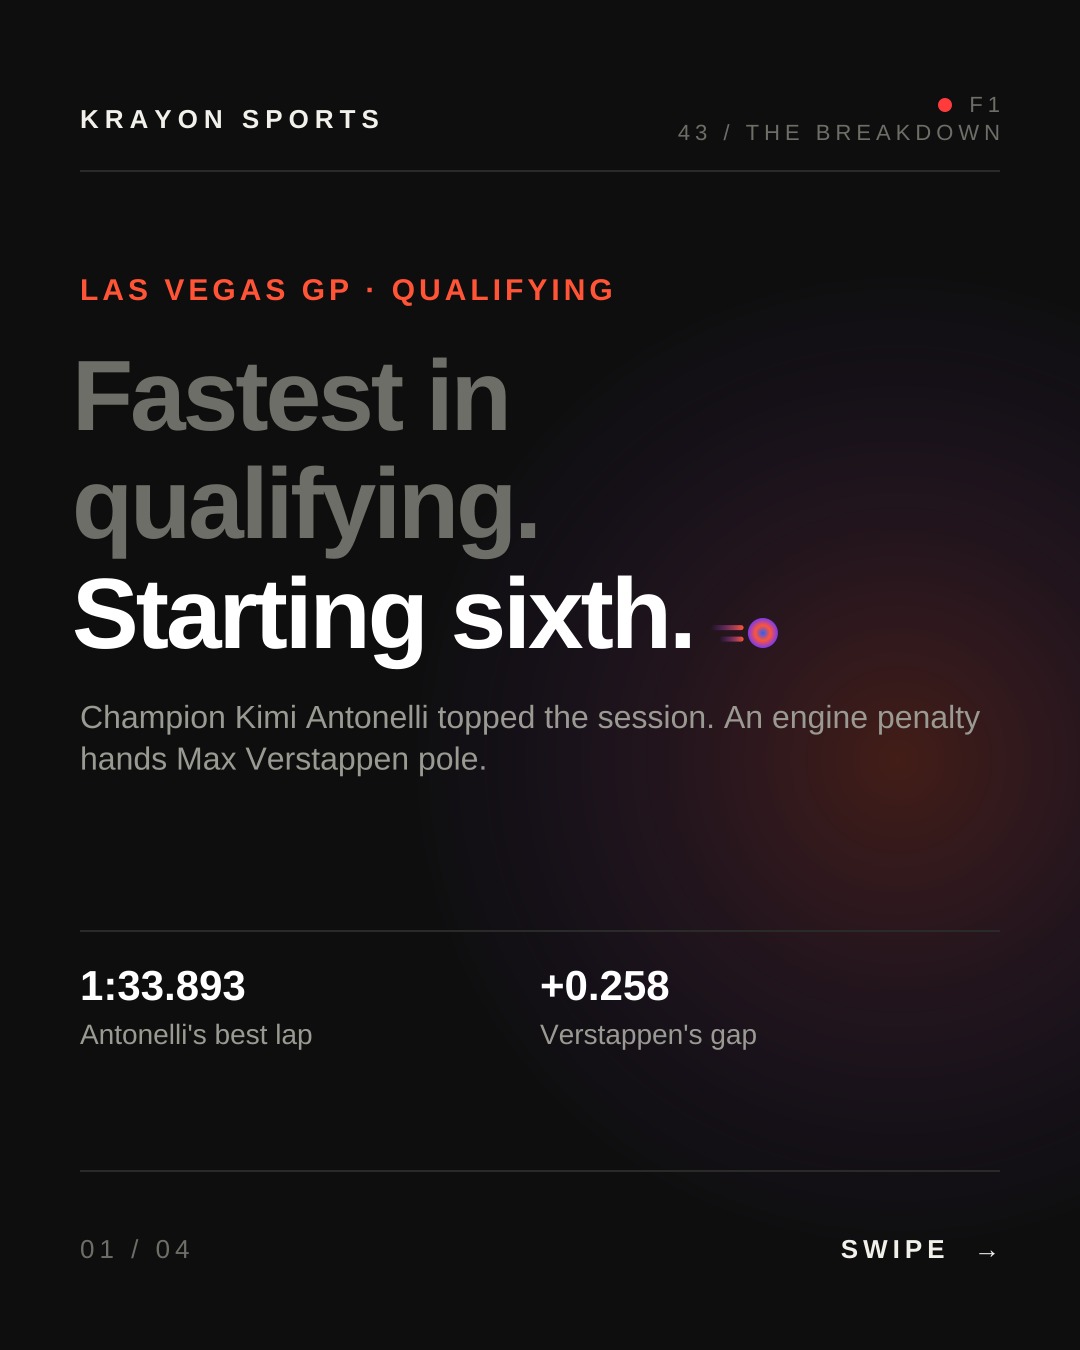 KRAYON SPORTS
F1
43 / THE BREAKDOWN
LAS VEGAS GP · QUALIFYING
Fastest in
qualifying.
Starting sixth.
Champion Kimi Antonelli topped the session. An engine penalty
hands Max Verstappen pole.
1:33.893
Antonelli's best lap
+0.258
Verstappen's gap
01 / 04
SWIPE →